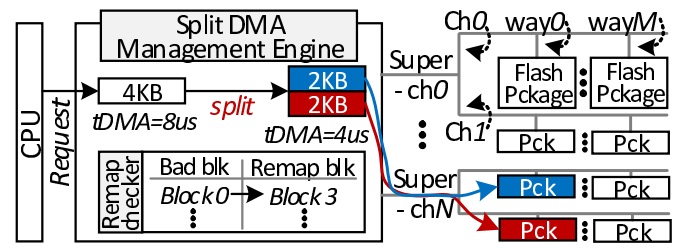 CPU
Request
Split DMA
Management Engine
4KB
tDMA=8us
split
2KB
2KB
tDMA=4us
Remap
checker
Bad blk
Remap blk
Block 0
Block 3
Super
-ch0
Ch0
way0
wayM
Flash
Pckage
Flash
Pckage
Ch1
Pck
Pck
Super
-chN
Pck
Pck
Pck
Pck